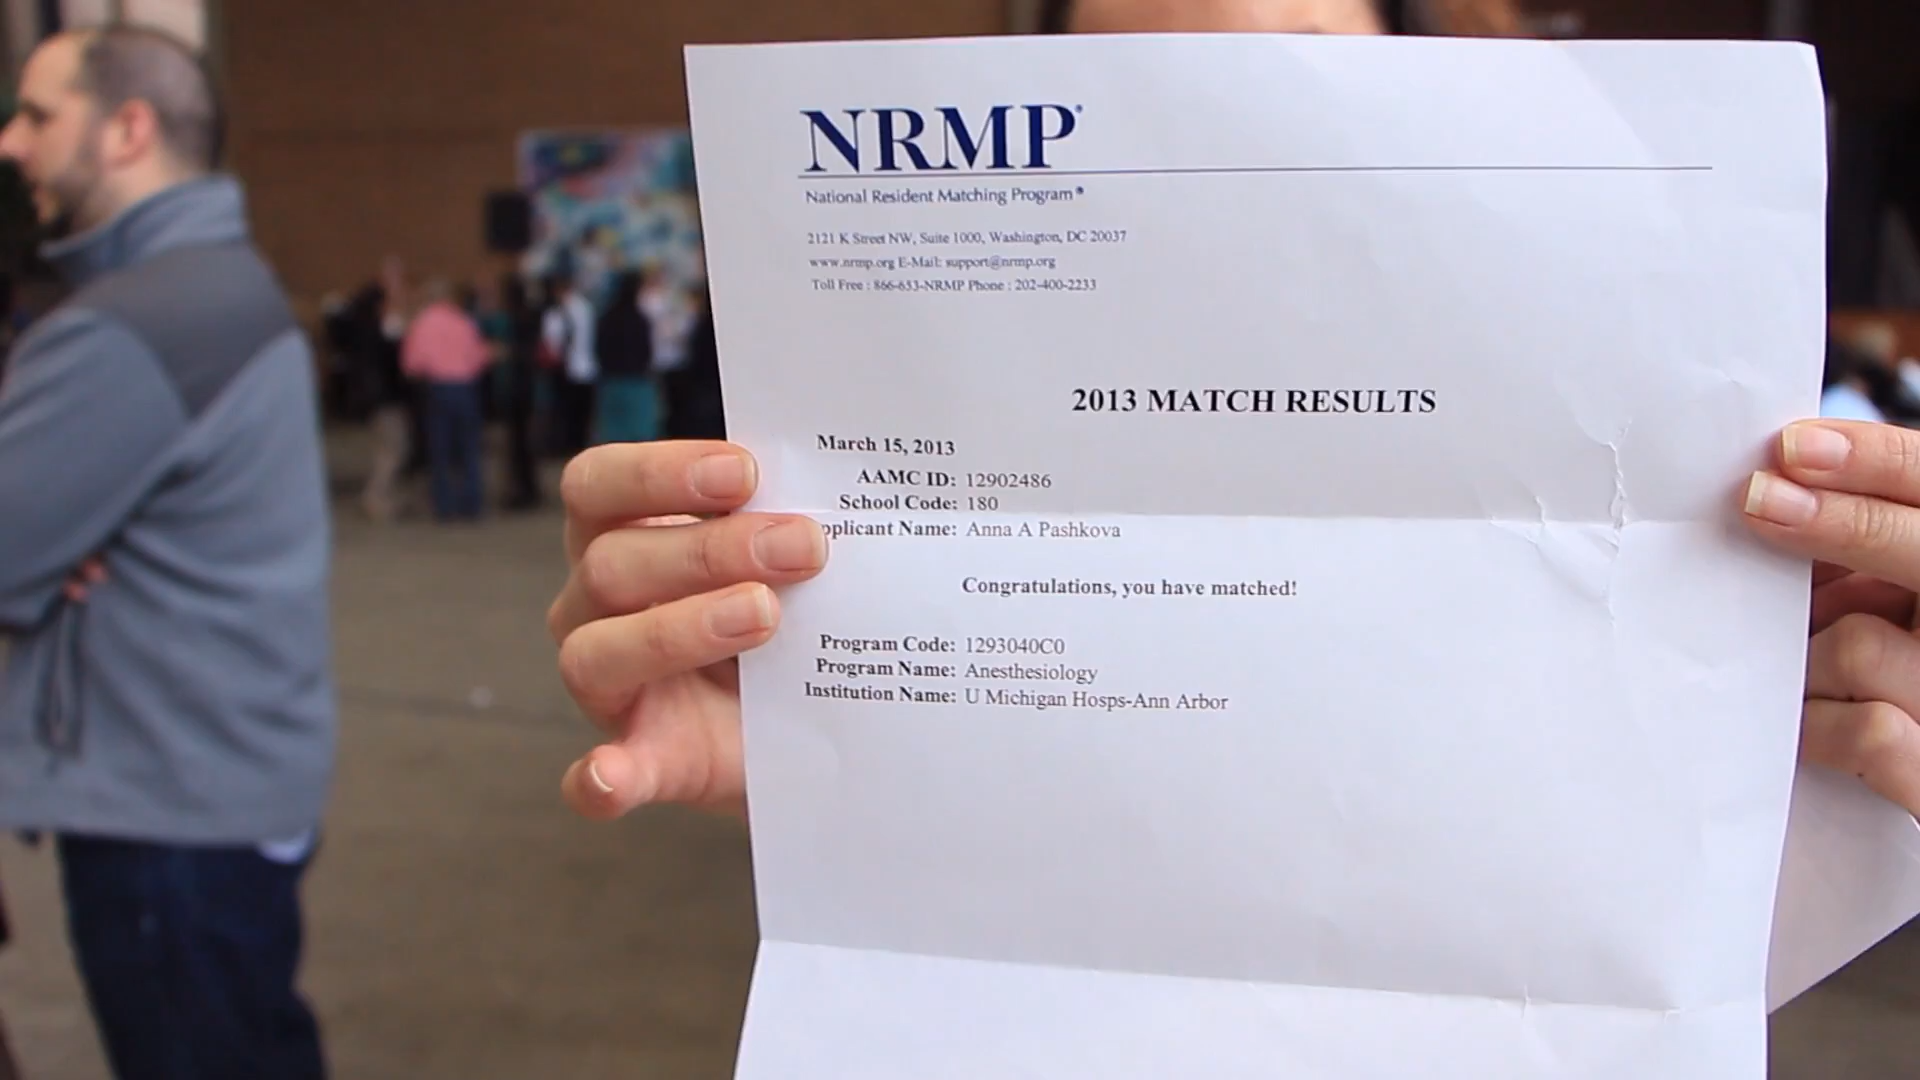 NRMP®
National Resident Matching Program®
2121 K Street NW, Suite 1000, Washington, DC 20037
www.nrmp.org E-Mail: support@nrmp.org
Toll Free : 866-653-NRMP Phone : 202-400-2233
2013 MATCH RESULTS
March 15, 2013
AAMC ID: 12902486
School Code: 180
pplicant Name: Anna A Pashkova
Congratulations, you have matched!
Program Code: 1293040C0
Program Name: Anesthesiology
Institution Name: U Michigan Hosps-Ann Arbor